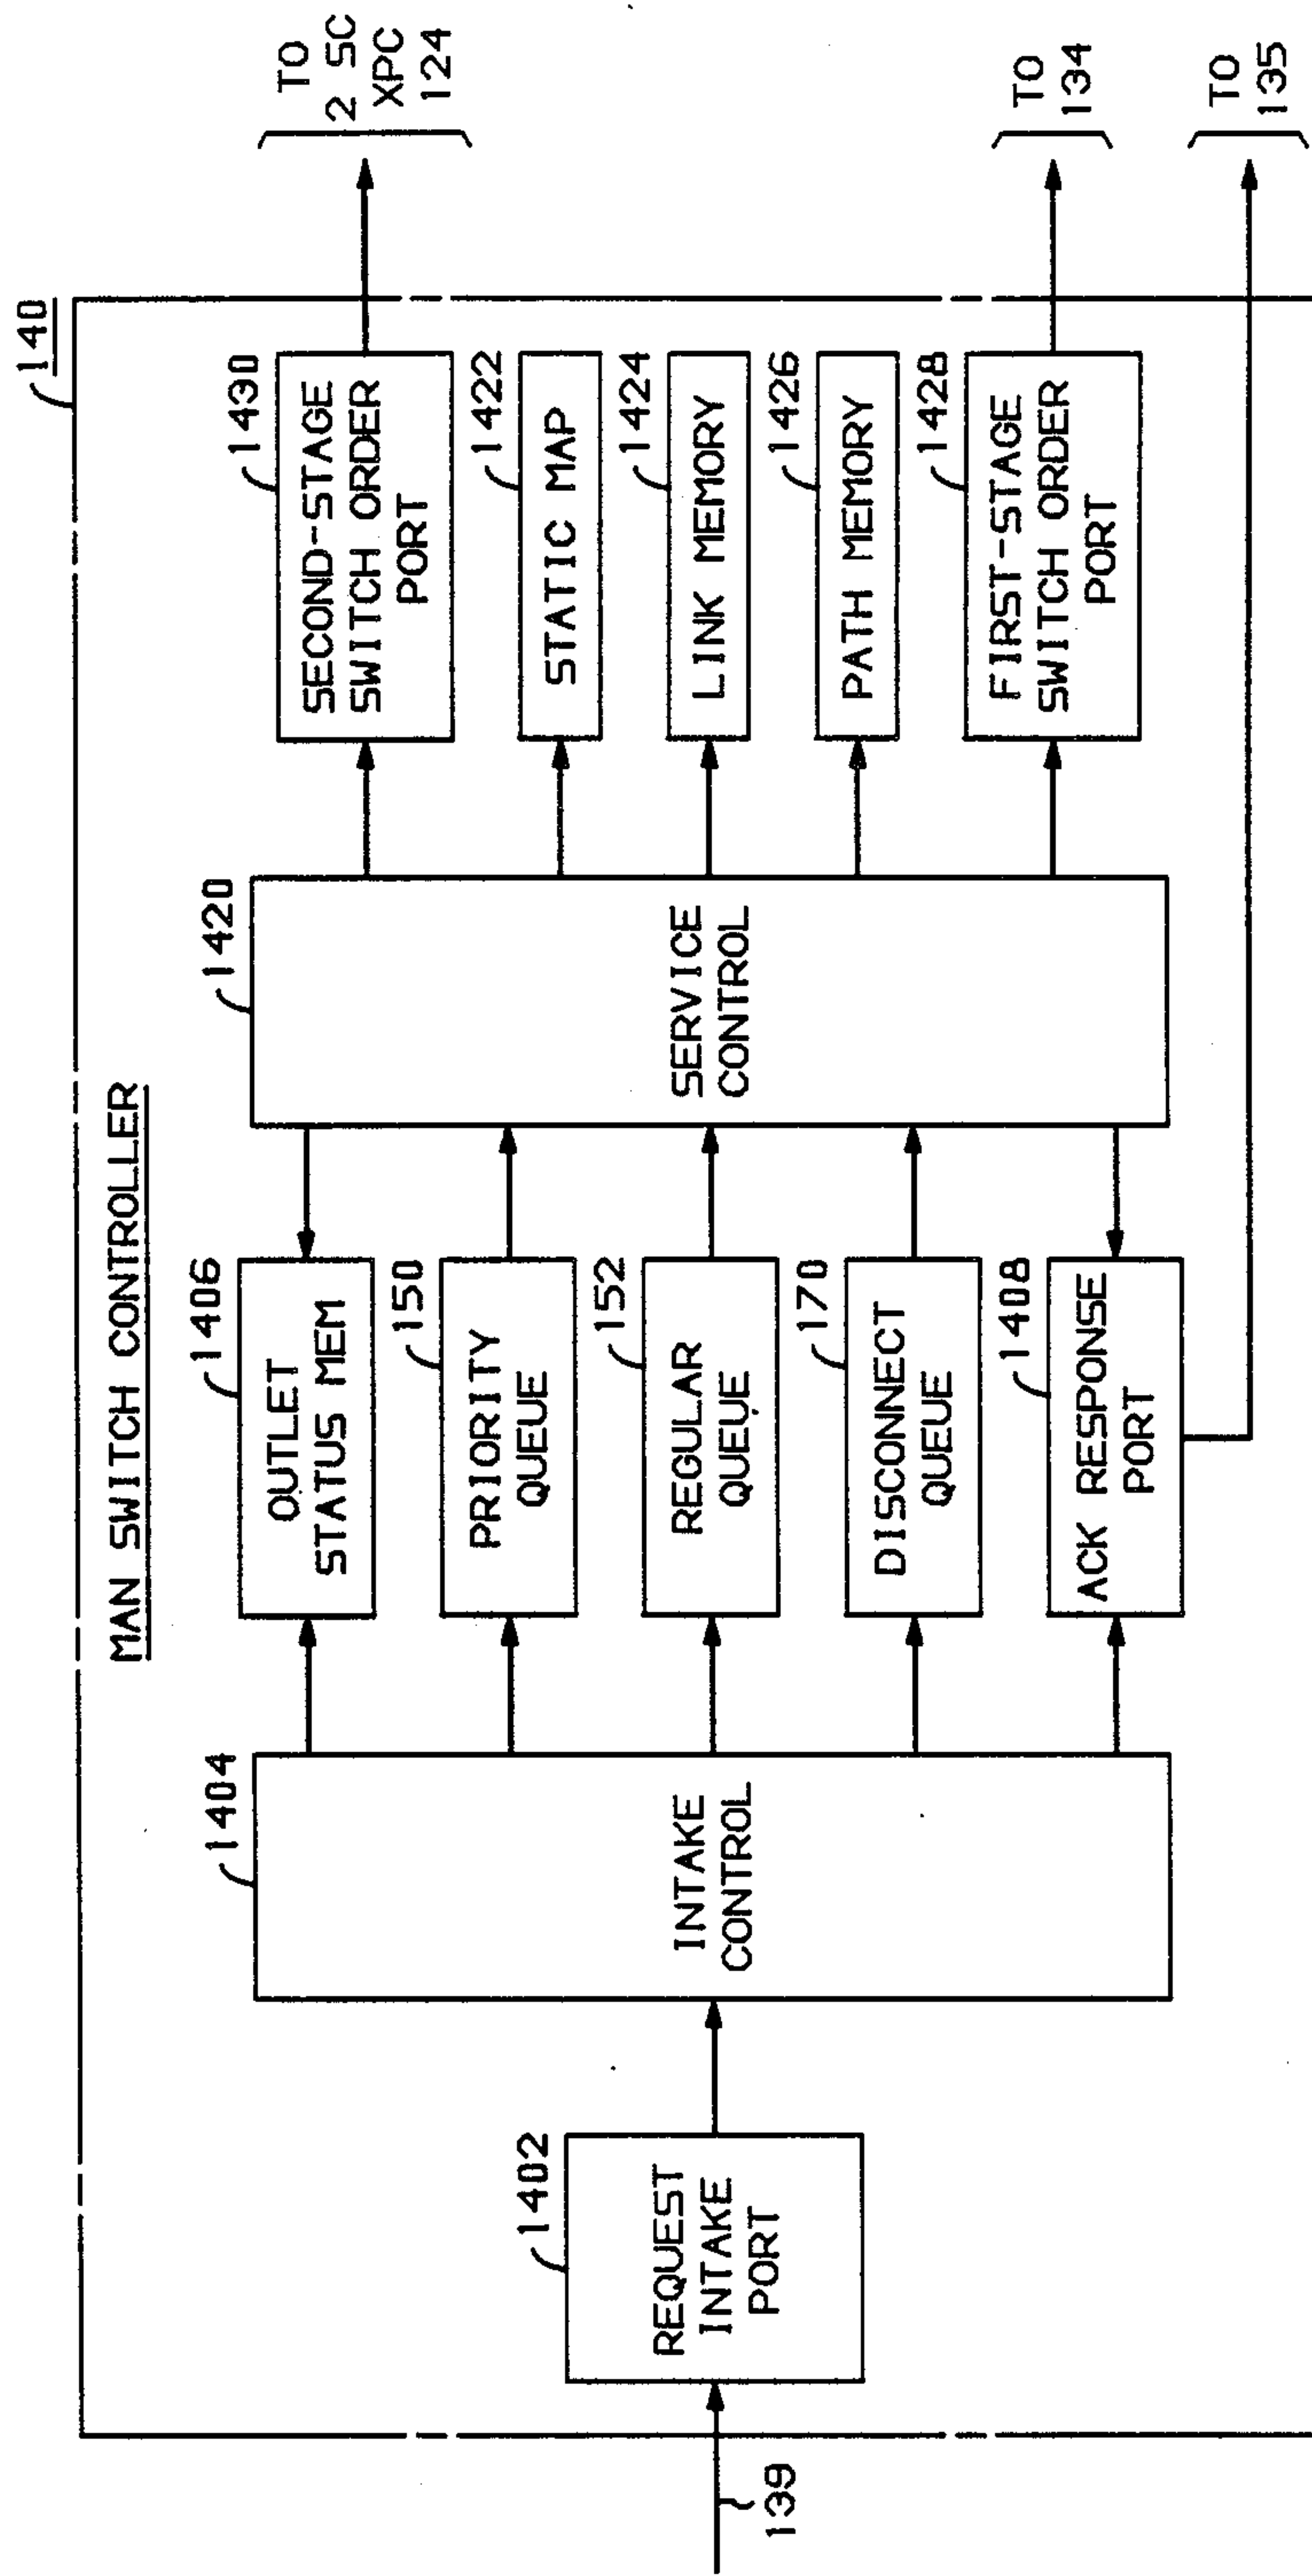 MAN SWITCH CONTROLLER
140
139
1402
REQUEST
INTAKE
PORT
1404
INTAKE
CONTROL
1406
OUTLET
STATUS MEM
150
PRIORITY
QUEUE
152
REGULAR
QUEUE
170
DISCONNECT
QUEUE
1408
ACK RESPONSE
PORT
1420
SERVICE
CONTROL
1430
SECOND-STAGE
SWITCH ORDER
PORT
1422
STATIC MAP
1424
LINK MEMORY
1426
PATH MEMORY
1428
FIRST-STAGE
SWITCH ORDER
PORT
TO
2 SC
XPC
124
TO
134
TO
135